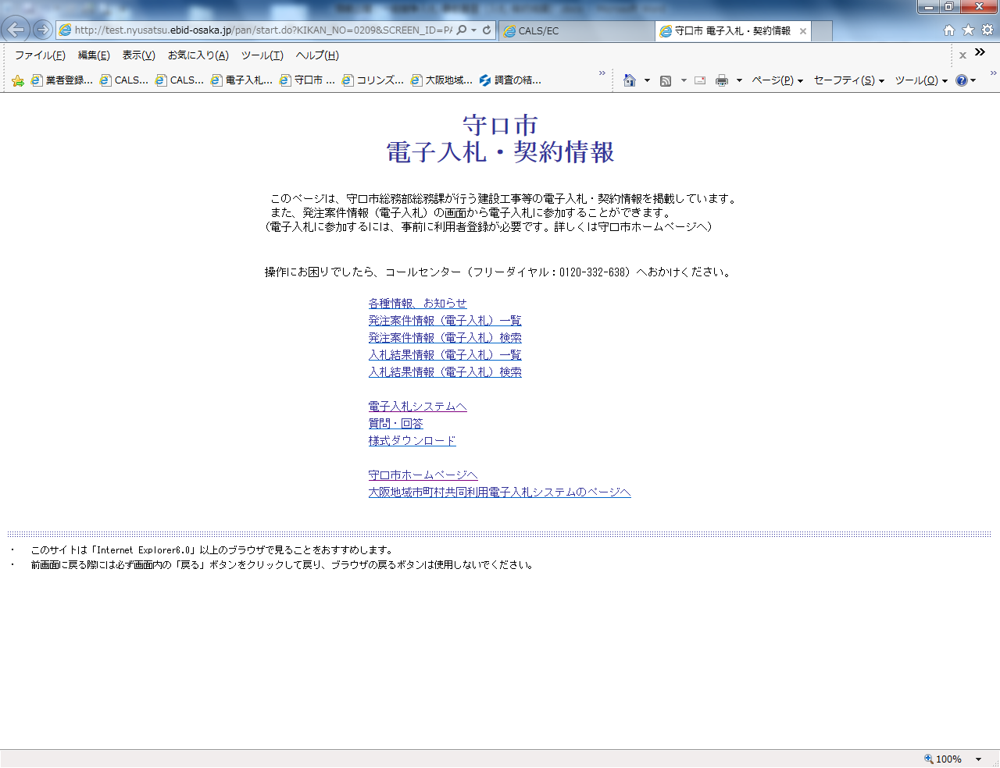 http://test.nyusatsu.ebid-osaka.jp/pan/start.do?KIKAN_NO=0209&SCREEN_ID=PA
CALS/EC
守口市 電子入札・契約情報
ファイル(F) 編集(E) 表示(V) お気に入り(A) ツール(T) ヘルプ(H)
業者登録... CALS... CALS... 電子入札... 守口市 ... コリンズ... 大阪地域... 調査の結...
ページ(P) セーフティ(S) ツール(O)
守口市
電子入札・契約情報
このページは、守口市総務部総務課が行う建設工事等の電子入札・契約情報を掲載しています。
また、発注案件情報（電子入札）の画面から電子入札に参加することができます。
（電子入札に参加するには、事前に利用者登録が必要です。詳しくは守口市ホームページへ）
操作にお困りでしたら、コールセンター（フリーダイヤル：0120-332-638）へおかけください。
各種情報、お知らせ
発注案件情報（電子入札）一覧
発注案件情報（電子入札）検索
入札結果情報（電子入札）一覧
入札結果情報（電子入札）検索
電子入札システムへ
質問・回答
様式ダウンロード
守口市ホームページへ
大阪地域市町村共同利用電子入札システムのページへ
・ このサイトは「Internet Explorer6.0」以上のブラウザで見ることをおすすめします。
・ 前画面に戻る際には必ず画面内の「戻る」ボタンをクリックして戻り、ブラウザの戻るボタンは使用しないでください。
100%